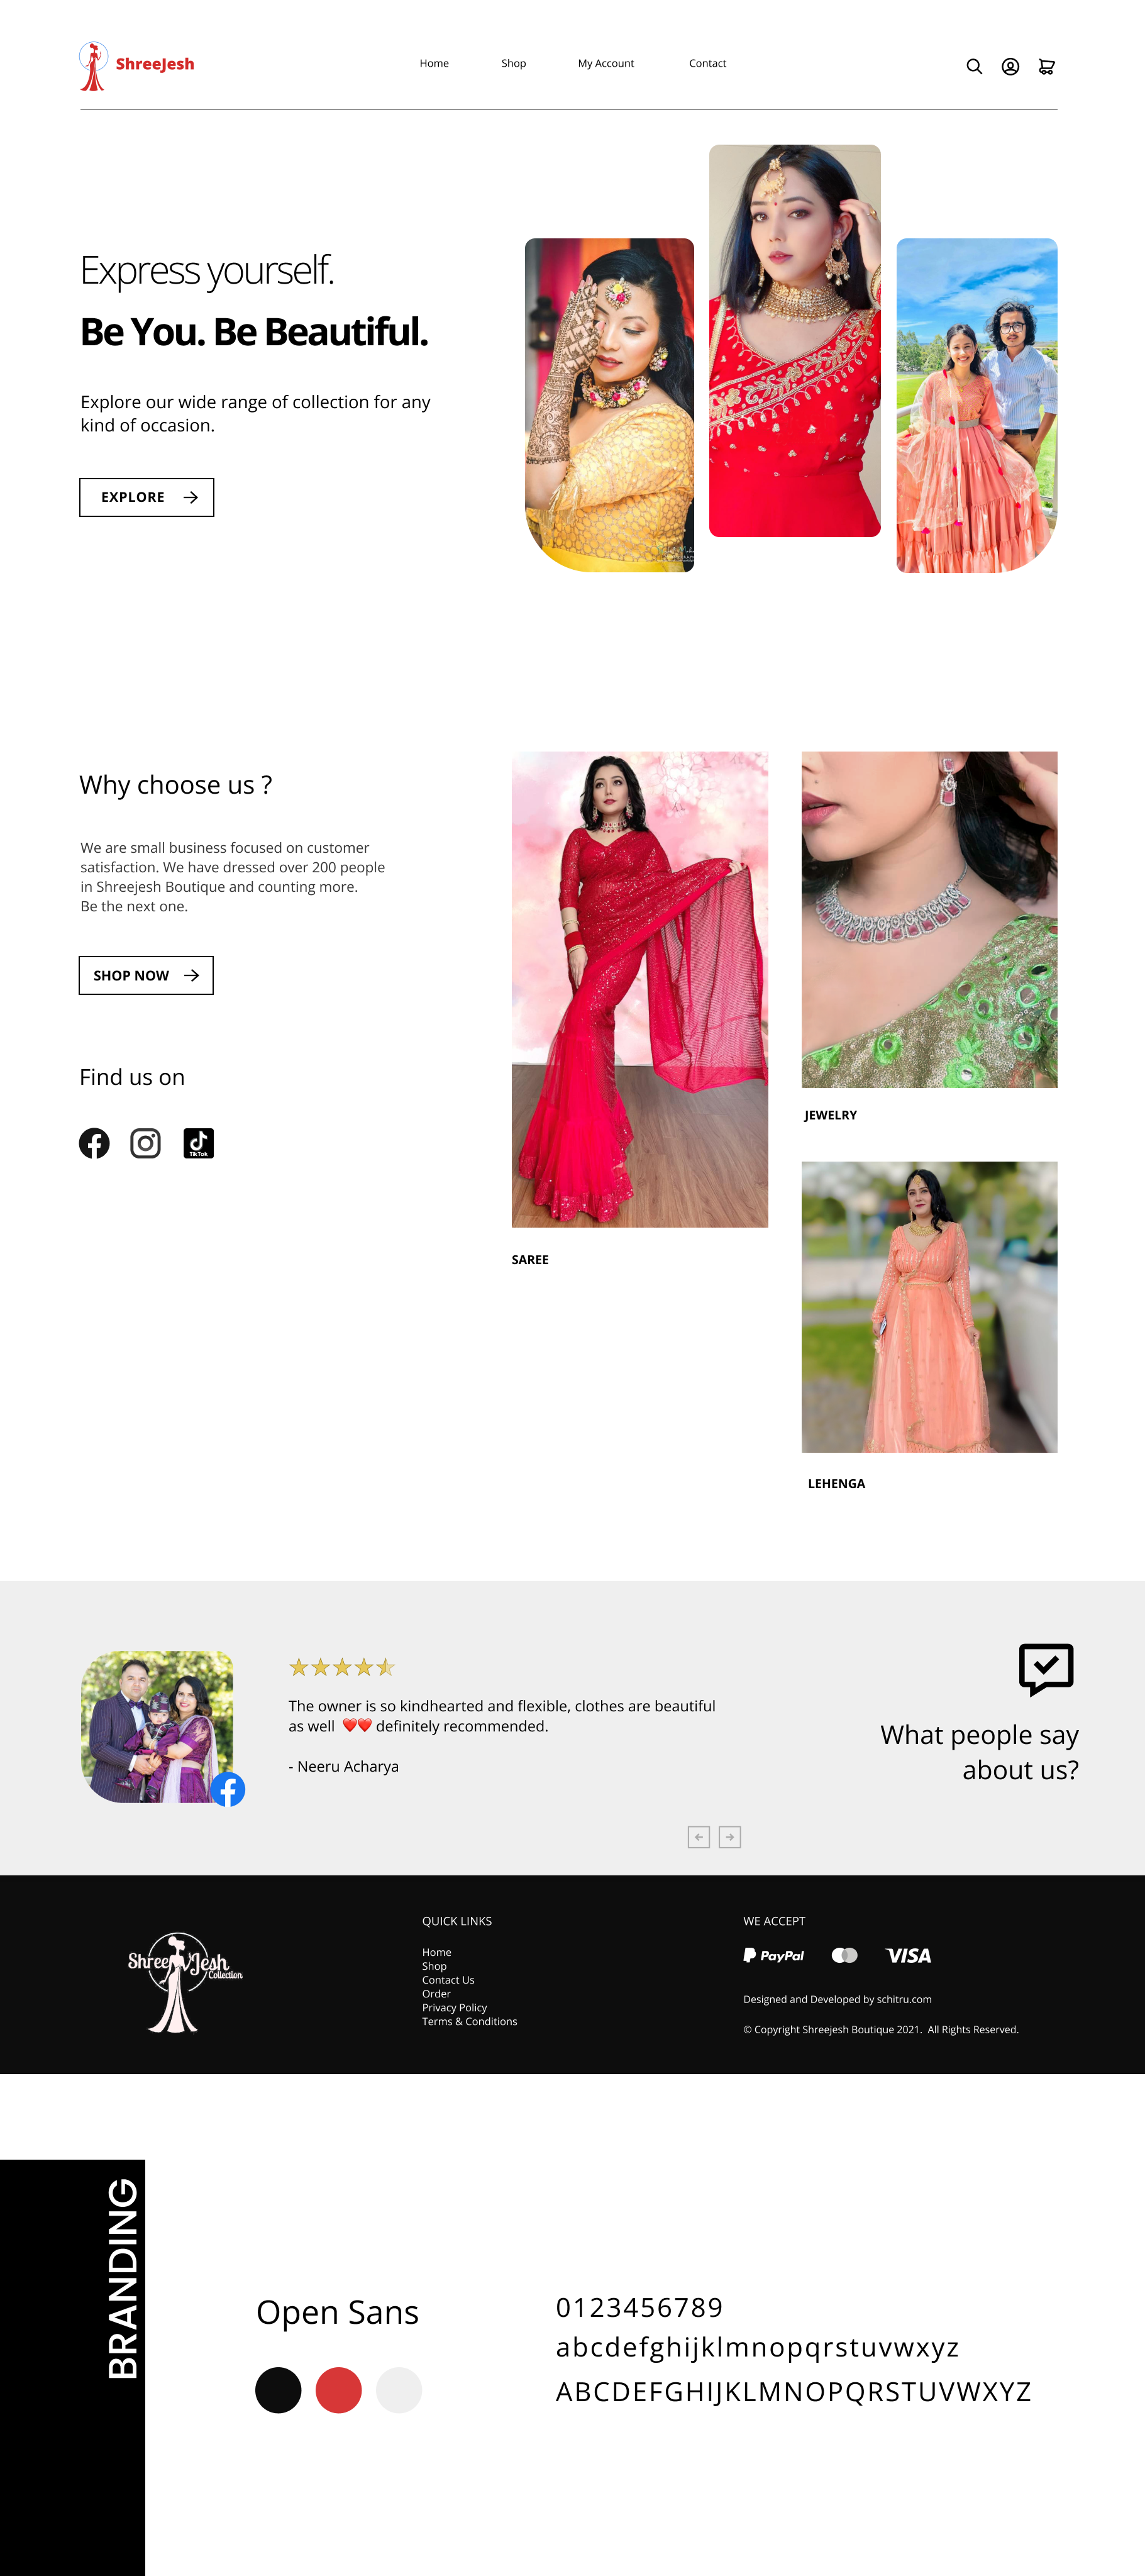 ShreeJesh
Home
Shop
My Account
Contact
Express yourself.
Be You. Be Beautiful.
Explore our wide range of collection for any
kind of occasion.
EXPLORE
Why choose us ?
We are small business focused on customer
satisfaction. We have dressed over 200 people
in Shreejesh Boutique and counting more.
Be the next one.
SHOP NOW
Find us on
TikTok
SAREE
JEWELRY
LEHENGA
The owner is so kindhearted and flexible, clothes are beautiful
as well ❤️❤️ definitely recommended.
- Neeru Acharya
What people say
about us?
ShreeJesh
Collection
QUICK LINKS
Home
Shop
Contact Us
Order
Privacy Policy
Terms & Conditions
WE ACCEPT
PayPal
VISA
Designed and Developed by schitru.com
© Copyright Shreejesh Boutique 2021. All Rights Reserved.
BRANDING
Open Sans
0123456789
abcdefghijklmnopqrstuvwxyz
ABCDEFGHIJKLMNOPQRSTUVWXYZ